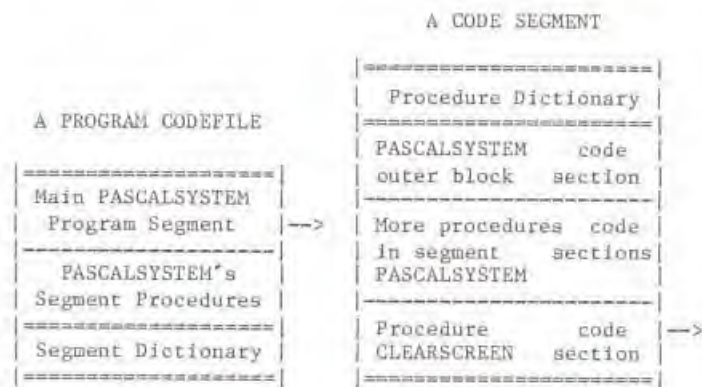 A CODE SEGMENT
Procedure Dictionary
PASCALSYSTEM code
outer block section
More procedures code
in segment sections
PASCALSYSTEM
Procedure code
CLEARSCREEN section
-->
A PROGRAM CODEFILE
Main PASCALSYSTEM
Program Segment
-->
PASCALSYSTEM's
Segment Procedures
Segment Dictionary